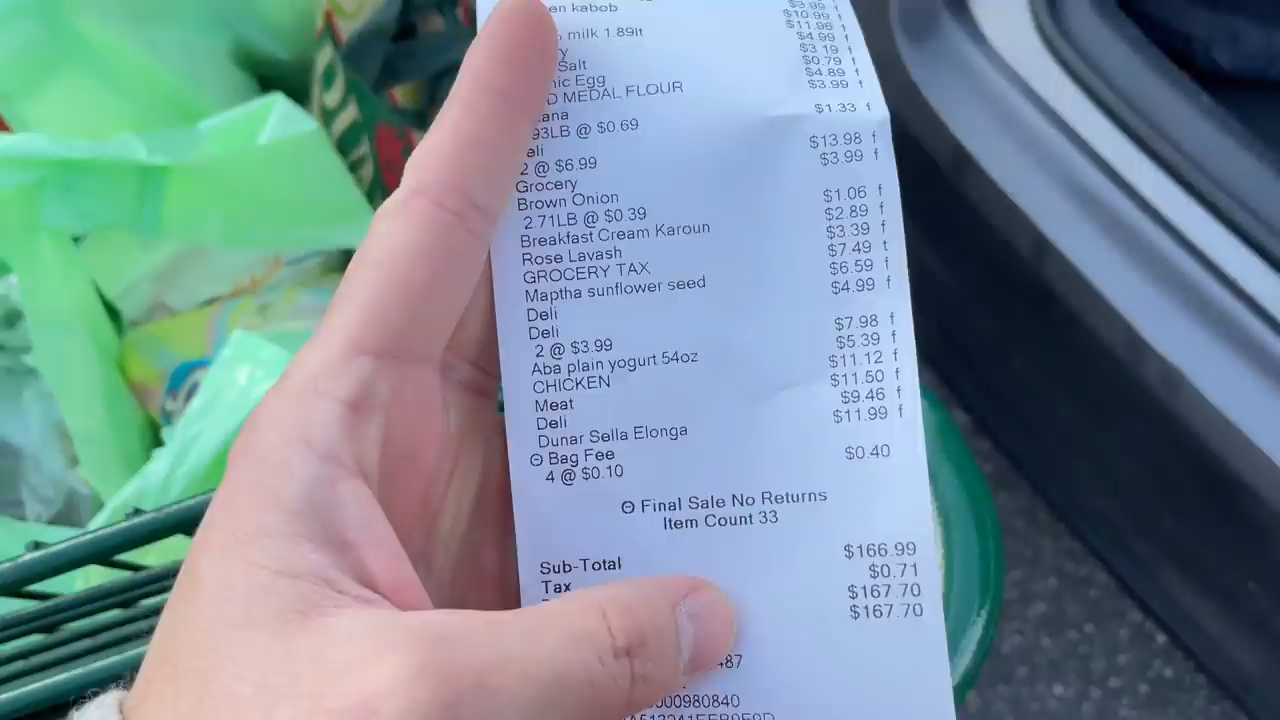 en kabob $3.99 f
$10.99 f
milk 1.89lt $11.96 f
$4.99 f
Salt $3.19 f
nic Egg $0.79 f
D MEDAL FLOUR $4.89 f
$3.99 f
ana
93LB @ $0.69 $1.33 f
eli
2 @ $6.99 $13.98 f
Grocery $3.99 f
Brown Onion
2.71LB @ $0.39 $1.06 f
Breakfast Cream Karoun $2.89 f
Rose Lavash $3.39 f
GROCERY TAX $7.49 t
Maptha sunflower seed $6.59 f
Deli $4.99 f
Deli
2 @ $3.99 $7.98 f
Aba plain yogurt 54oz $5.39 f
CHICKEN $11.12 f
Meat $11.50 f
Deli $9.46 f
Dunar Sella Elonga $11.99 f
Θ Bag Fee
4 @ $0.10 $0.40
Θ Final Sale No Returns
Item Count 33
Sub-Total $166.99
Tax $0.71
$167.70
$167.70
487
000980840